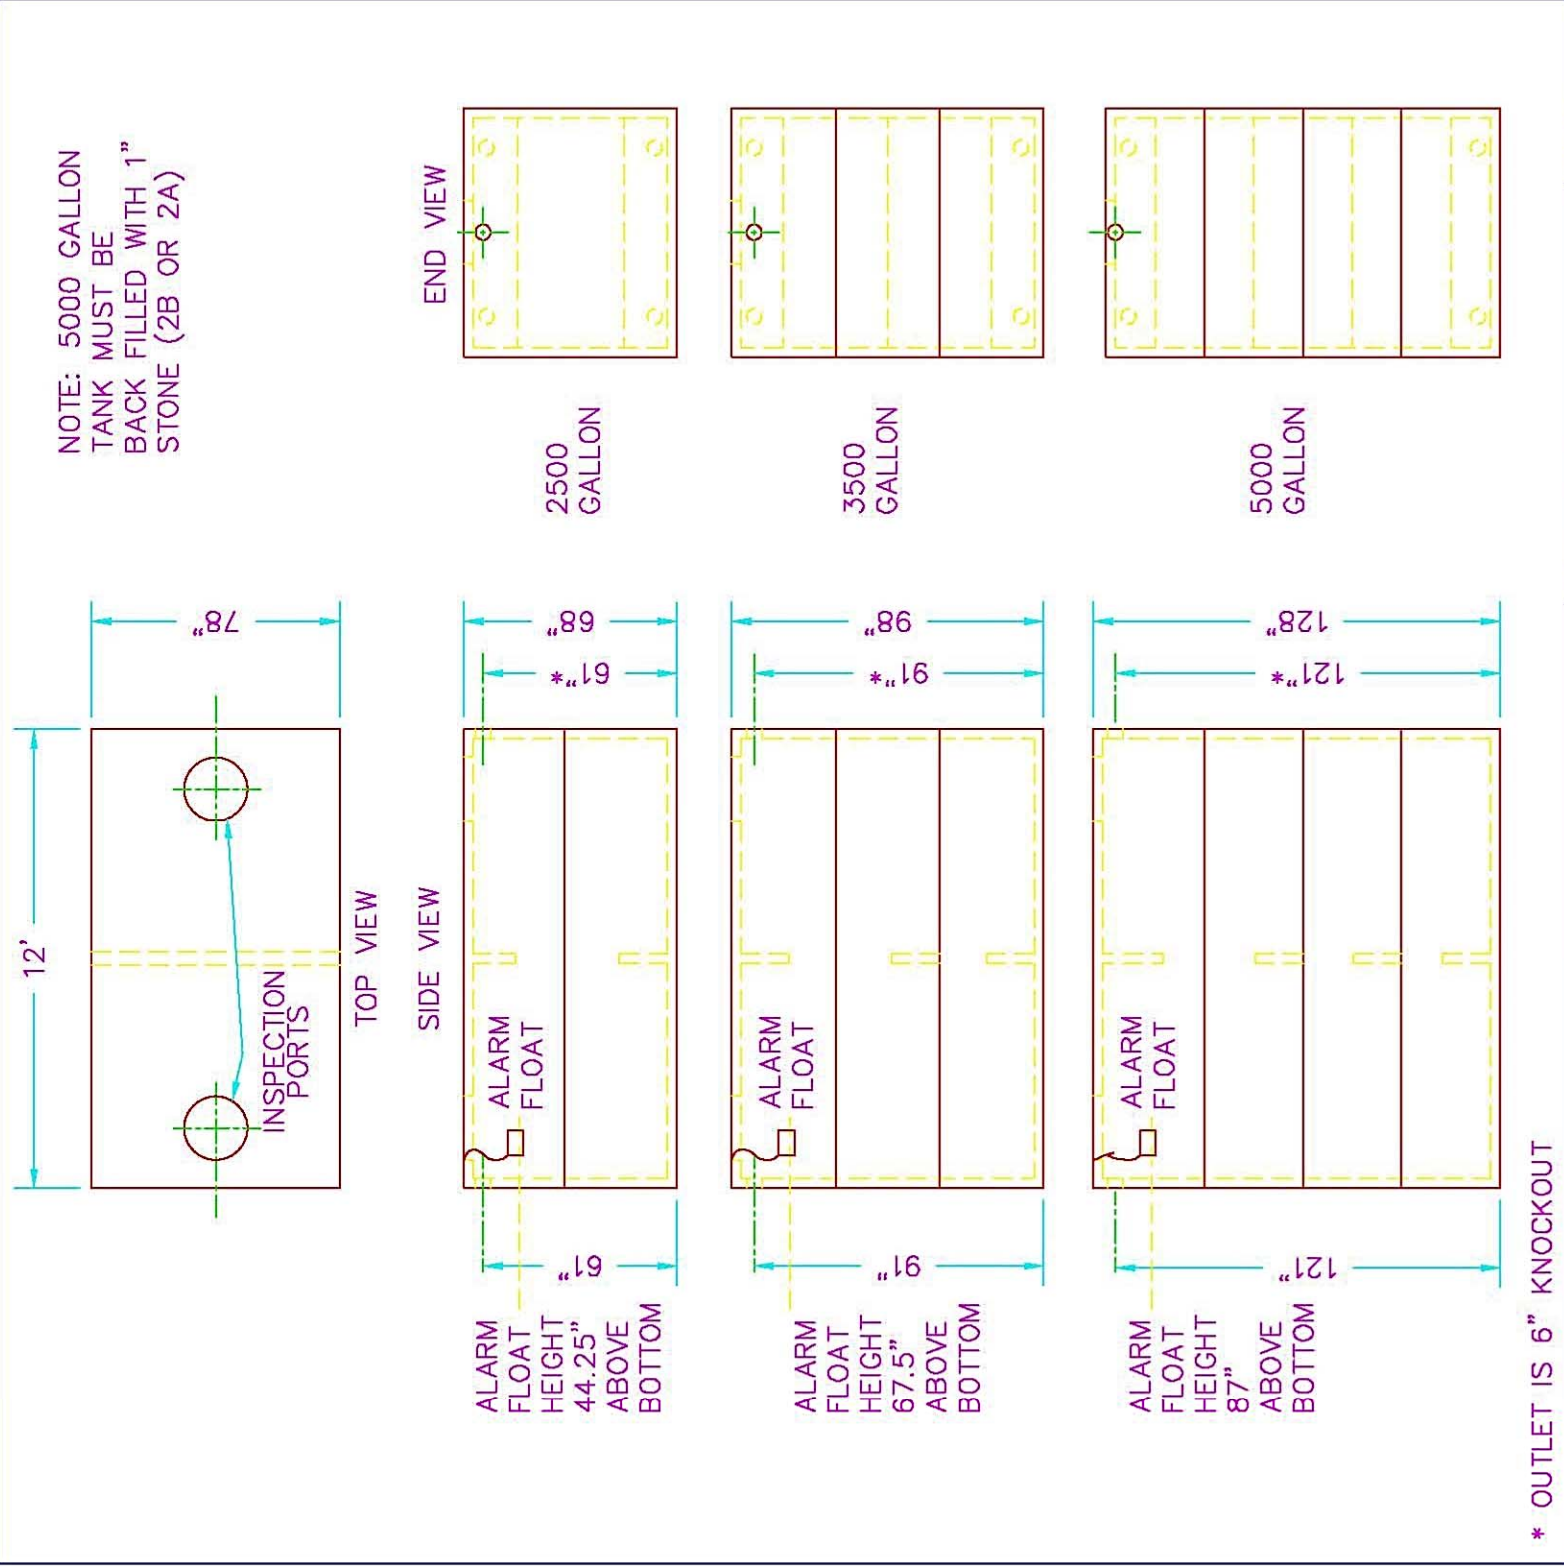 NOTE: 5000 GALLON
TANK MUST BE
BACK FILLED WITH 1"
STONE (2B OR 2A)
12'
78"
INSPECTION
PORTS
TOP VIEW
SIDE VIEW
END VIEW
ALARM
FLOAT
HEIGHT
44.25"
ABOVE
BOTTOM
61"
ALARM
FLOAT
61"*
68"
2500
GALLON
ALARM
FLOAT
HEIGHT
67.5"
ABOVE
BOTTOM
91"
ALARM
FLOAT
91"*
98"
3500
GALLON
ALARM
FLOAT
HEIGHT
87"
ABOVE
BOTTOM
121"
ALARM
FLOAT
121"*
128"
5000
GALLON
* OUTLET IS 6" KNOCKOUT